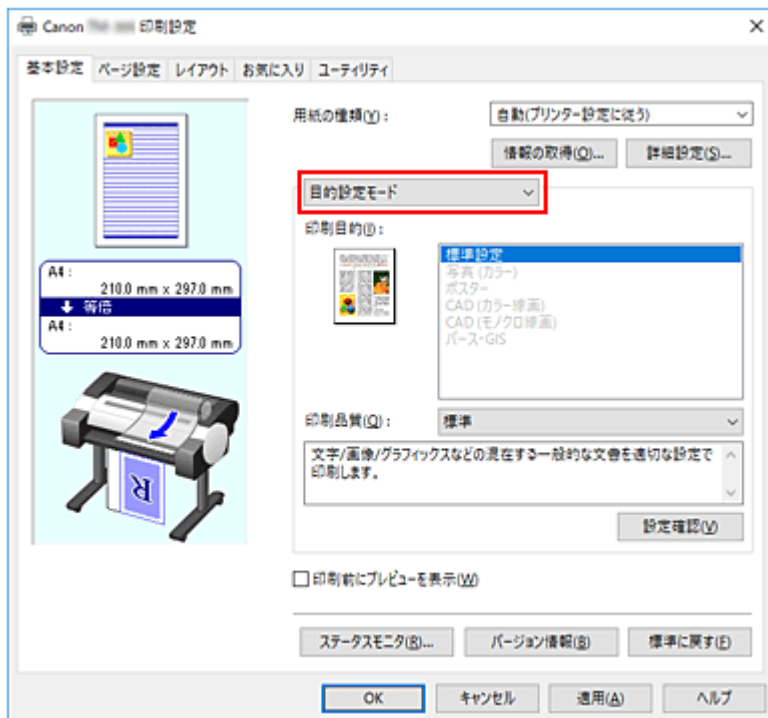 Canon 印刷設定
基本設定 ページ設定 レイアウト お気に入り ユーティリティ
用紙の種類(Y): 自動(プリンター設定に従う)
情報の取得(O)... 詳細設定(S)...
目的設定モード
印刷目的(I):
標準設定
写真 (カラー)
ポスター
CAD (カラー線画)
CAD (モノクロ線画)
パース・GIS
A4 :
210.0 mm x 297.0 mm
等倍
A4 :
210.0 mm x 297.0 mm
R
印刷品質(Q): 標準
文字/画像/グラフィックスなどの混在する一般的な文書を適切な設定で
印刷します。
設定確認(V)
印刷前にプレビューを表示(W)
ステータスモニタ(R)... バージョン情報(B) 標準に戻す(F)
OK キャンセル 適用(A) ヘルプ